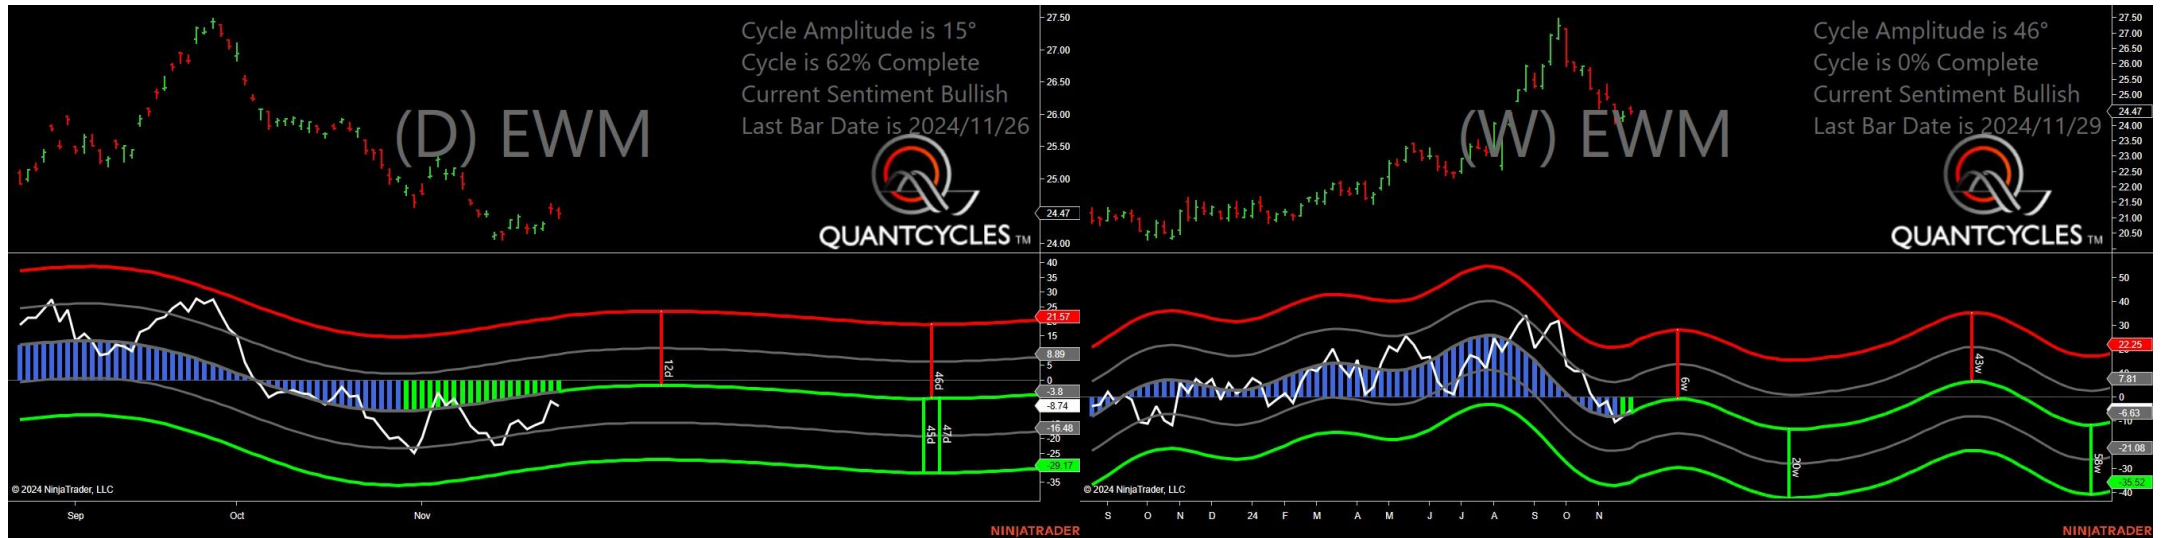 Cycle Amplitude is 15°
Cycle is 62% Complete
Current Sentiment Bullish
Last Bar Date is 2024/11/26
(D) EWM
QUANTCYCLES TM
27.50
27.00
26.50
26.00
25.50
25.00
24.47
24.00
40
35
30
25
21.57
15
8.89
5
0
-3.8
-8.74
-16.48
-20
-25
-29.17
-35
12d
46d
45d
47d
© 2024 NinjaTrader, LLC
Sep
Oct
Nov
NINJATRADER
Cycle Amplitude is 46°
Cycle is 0% Complete
Current Sentiment Bullish
Last Bar Date is 2024/11/29
(W) EWM
QUANTCYCLES TM
27.50
27.00
26.50
26.00
25.50
25.00
24.47
24.00
23.50
23.00
22.50
22.00
21.50
21.00
20.50
50
40
30
22.25
7.81
0
-6.63
-10
-21.08
-30
-35.52
-40
6w
20w
43w
58w
© 2024 NinjaTrader, LLC
S O N D 24 F M A M J J A S O N
NINJATRADER